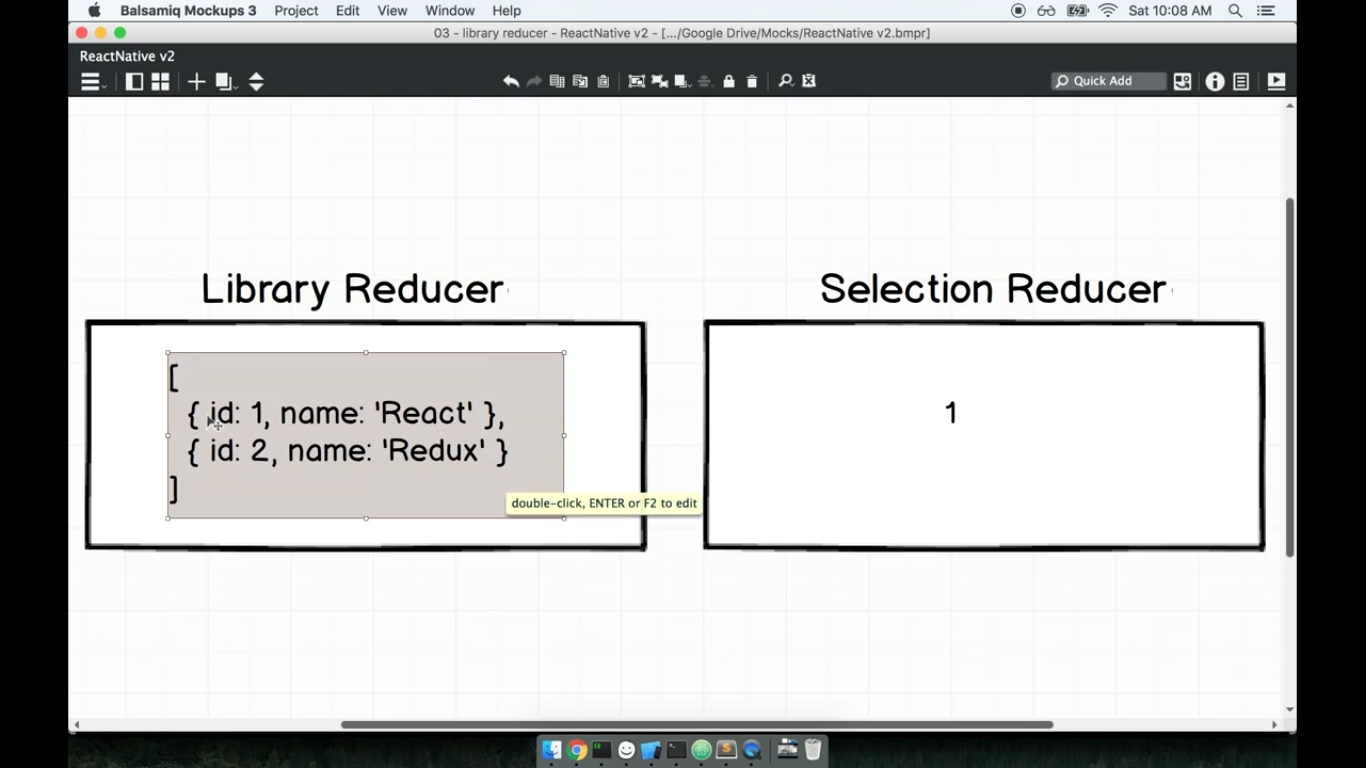 Balsamiq Mockups 3 Project Edit View Window Help Sat 10:08 AM
03 - library reducer - ReactNative v2 - [.../Google Drive/Mocks/ReactNative v2.bmpr]
ReactNative v2
Quick Add
Library Reducer
Selection Reducer
[
{ id: 1, name: 'React' },
1
{ id: 2, name: 'Redux' }
]
double-click, ENTER or F2 to edit